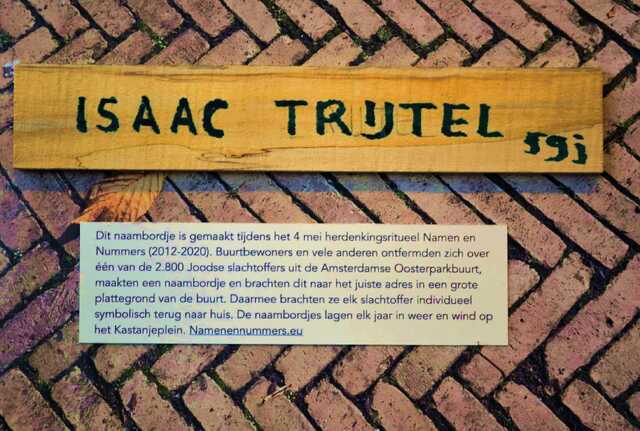 ISAAC TRIJTEL 59j
Dit naambordje is gemaakt tijdens het 4 mei herdenkingsritueel Namen en
Nummers (2012-2020). Buurtbewoners en vele anderen ontfermden zich over
één van de 2.800 Joodse slachtoffers uit de Amsterdamse Oosterparkbuurt,
maakten een naambordje en brachten dit naar het juiste adres in een grote
plattegrond van de buurt. Daarmee brachten ze elk slachtoffer individueel
symbolisch terug naar huis. De naambordjes lagen elk jaar in weer en wind op
het Kastanjeplein. Namenennummers.eu